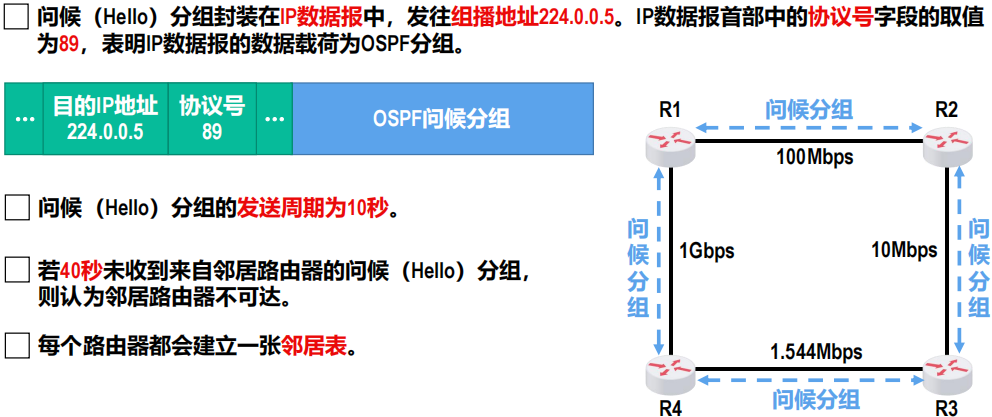 问候（Hello）分组封装在IP数据报中，发往组播地址224.0.0.5。IP数据报首部中的协议号字段的取值
为89，表明IP数据报的数据载荷为OSPF分组。
... 目的IP地址 协议号 ... OSPF问候分组
224.0.0.5 89
问候（Hello）分组的发送周期为10秒。
若40秒未收到来自邻居路由器的问候（Hello）分组，
则认为邻居路由器不可达。
每个路由器都会建立一张邻居表。
R1 问候分组 R2
100Mbps
问候分组
1Gbps
10Mbps
问候分组
1.544Mbps
R4 问候分组 R3